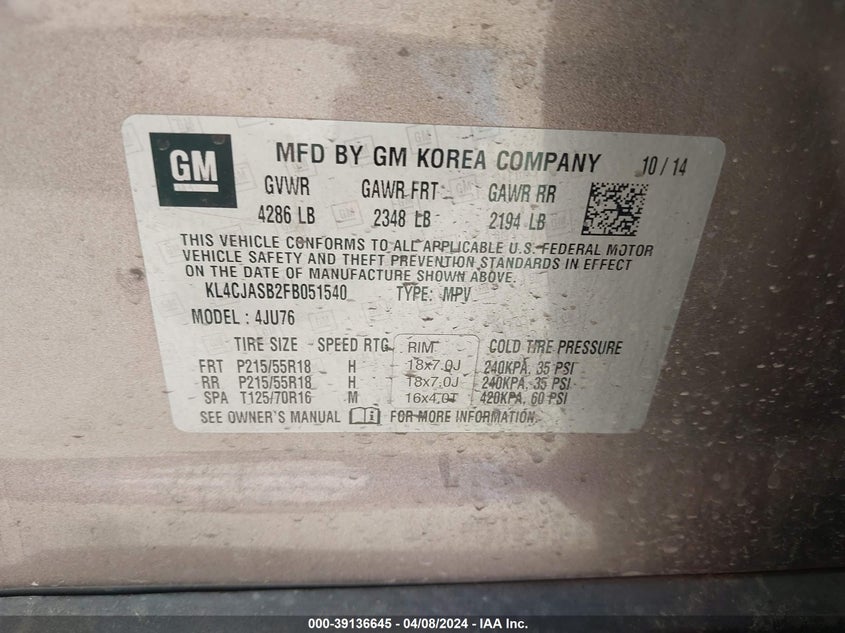 GM
MFD BY GM KOREA COMPANY 10 / 14
GVWR GAWR FRT GAWR RR
4286 LB 2348 LB 2194 LB
THIS VEHICLE CONFORMS TO ALL APPLICABLE U.S. FEDERAL MOTOR
VEHICLE SAFETY AND THEFT PREVENTION STANDARDS IN EFFECT
ON THE DATE OF MANUFACTURE SHOWN ABOVE.
KL4CJASB2FB051540 TYPE: MPV
MODEL : 4JU76
TIRE SIZE SPEED RTG RIM COLD TIRE PRESSURE
FRT P215/55R18 H 18x7.0J 240KPA, 35 PSI
RR P215/55R18 H 18x7.0J 240KPA, 35 PSI
SPA T125/70R16 M 16x4.0T 420KPA, 60 PSI
SEE OWNER'S MANUAL i FOR MORE INFORMATION.
000-39136645 - 04/08/2024 - IAA Inc.